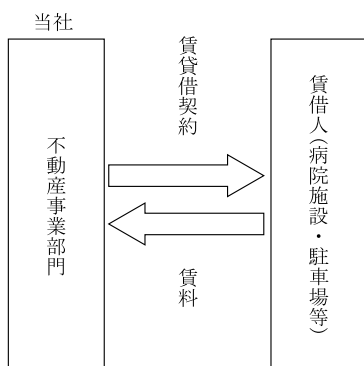 当社
不動産事業部門
賃貸借契約
賃料
賃借人(病院施設・駐車場等)